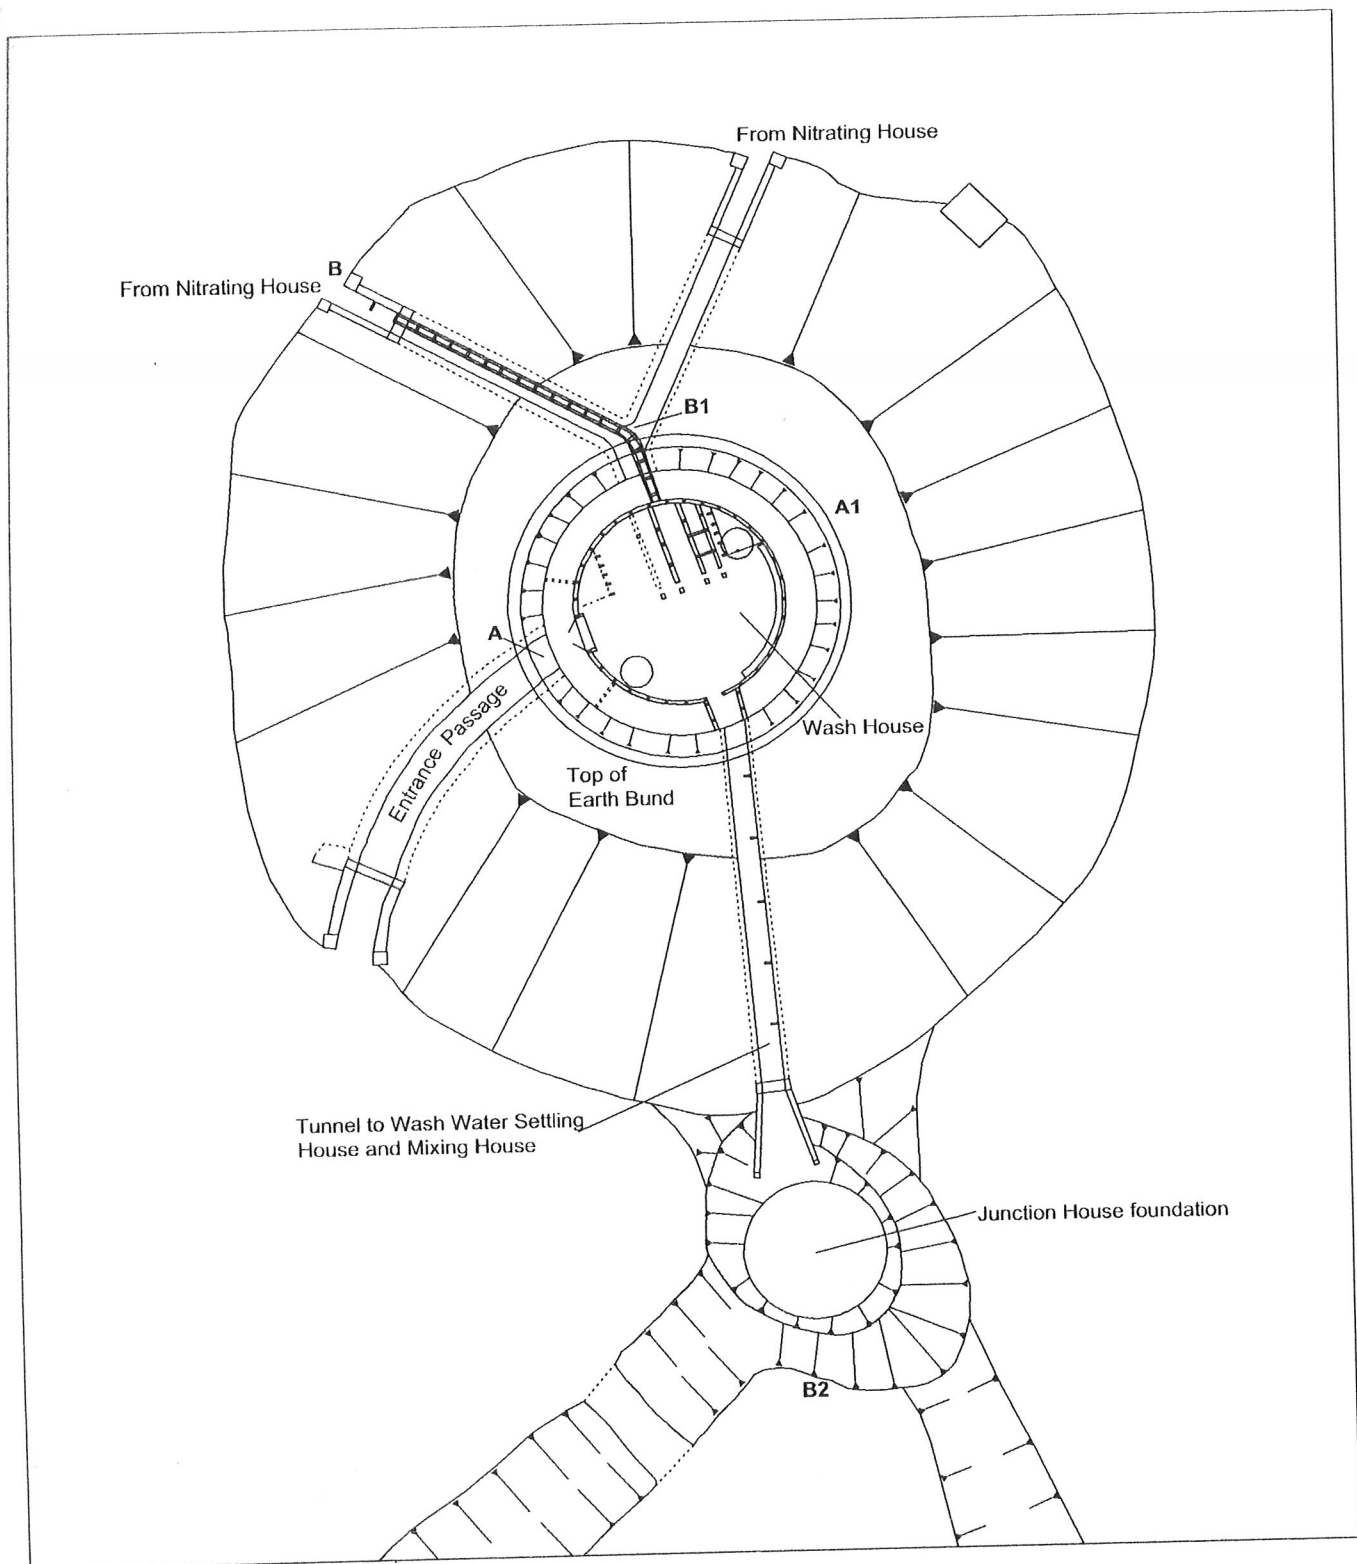 From Nitrating House
B
From Nitrating House
B1
A1
A
Entrance Passage
Wash House
Top of
Earth Bund
Tunnel to Wash Water Settling
House and Mixing House
Junction House foundation
B2